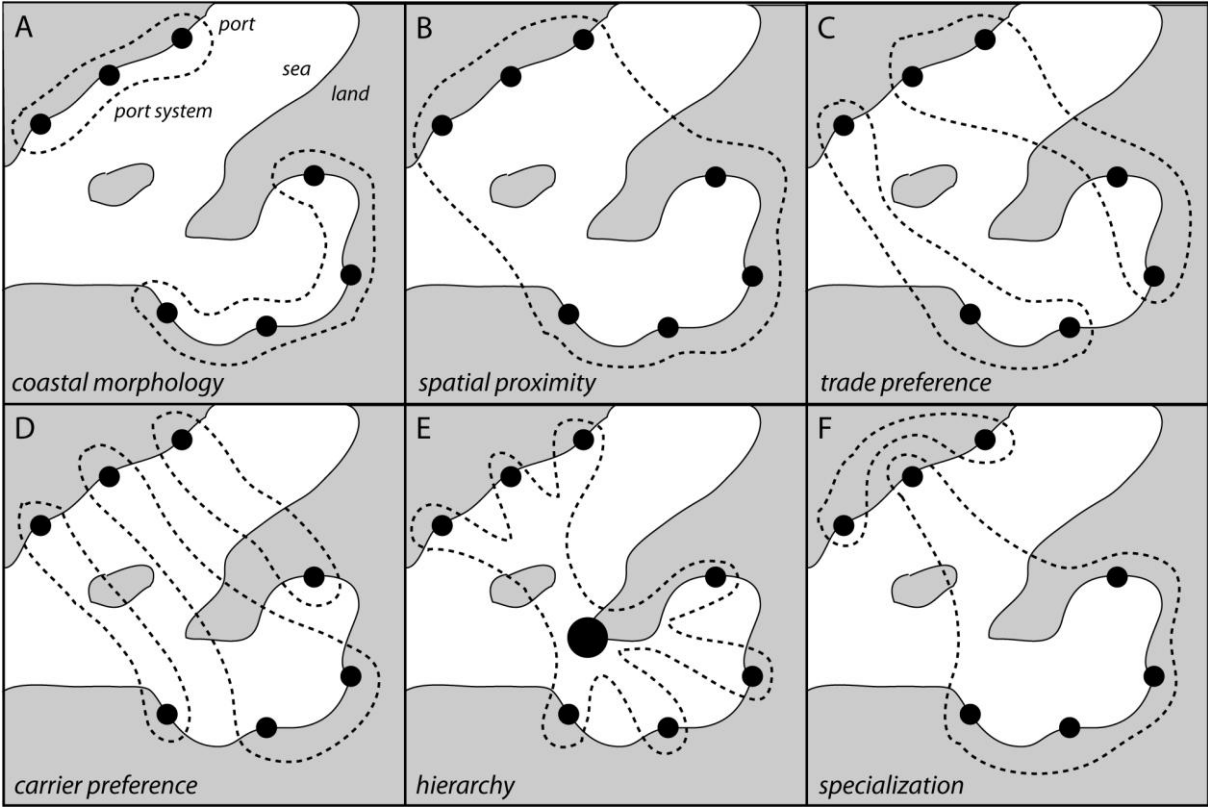 A
port
sea
land
port system
coastal morphology
B
spatial proximity
C
trade preference
D
carrier preference
E
hierarchy
F
specialization